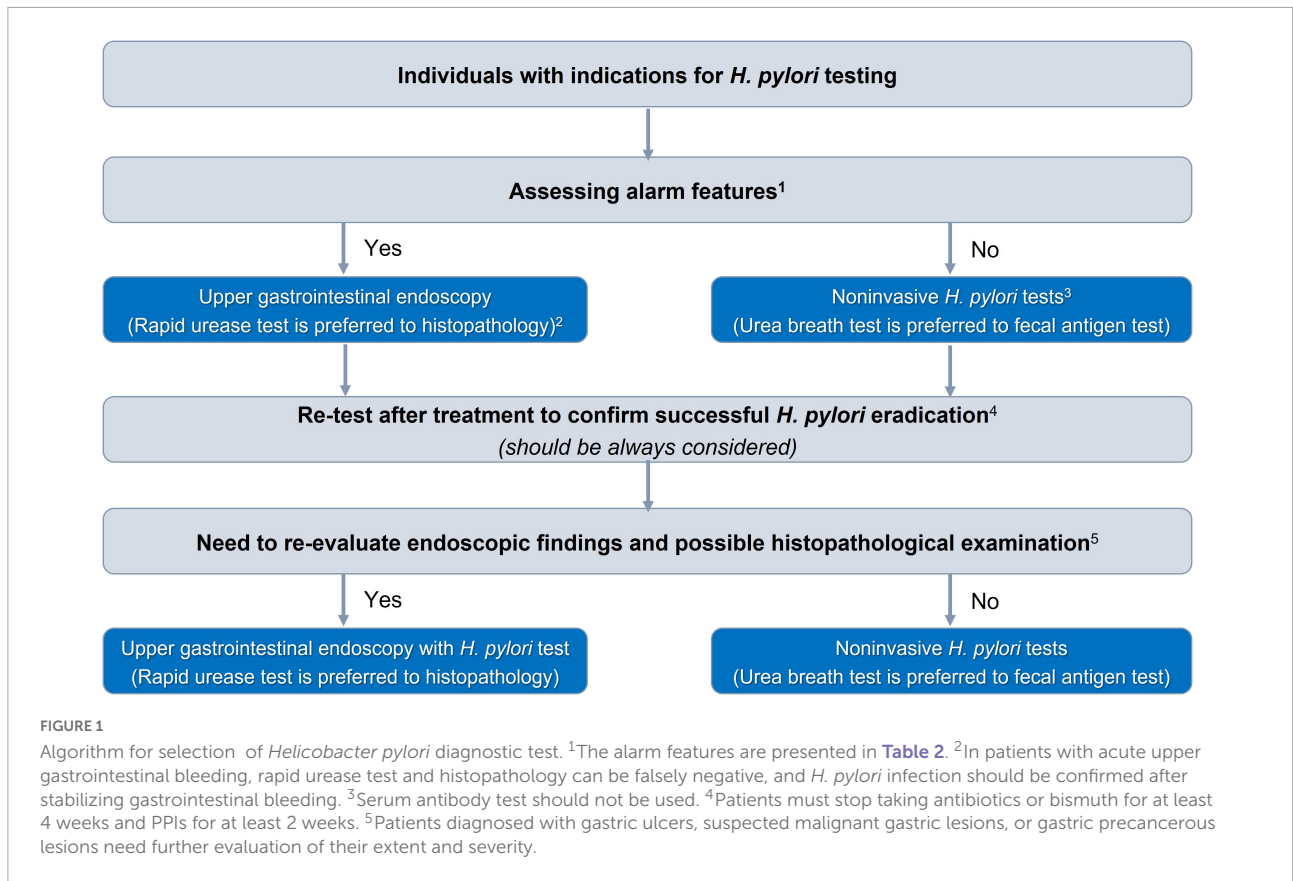 Individuals with indications for H. pylori testing
Assessing alarm features¹
Yes
No
Upper gastrointestinal endoscopy
(Rapid urease test is preferred to histopathology)²
Noninvasive H. pylori tests³
(Urea breath test is preferred to fecal antigen test)
Re-test after treatment to confirm successful H. pylori eradication⁴
(should be always considered)
Need to re-evaluate endoscopic findings and possible histopathological examination⁵
Yes
No
Upper gastrointestinal endoscopy with H. pylori test
(Rapid urease test is preferred to histopathology)
Noninvasive H. pylori tests
(Urea breath test is preferred to fecal antigen test)
FIGURE 1
Algorithm for selection of Helicobacter pylori diagnostic test. ¹The alarm features are presented in Table 2. ²In patients with acute upper
gastrointestinal bleeding, rapid urease test and histopathology can be falsely negative, and H. pylori infection should be confirmed after
stabilizing gastrointestinal bleeding. ³Serum antibody test should not be used. ⁴Patients must stop taking antibiotics or bismuth for at least
4 weeks and PPIs for at least 2 weeks. ⁵Patients diagnosed with gastric ulcers, suspected malignant gastric lesions, or gastric precancerous
lesions need further evaluation of their extent and severity.